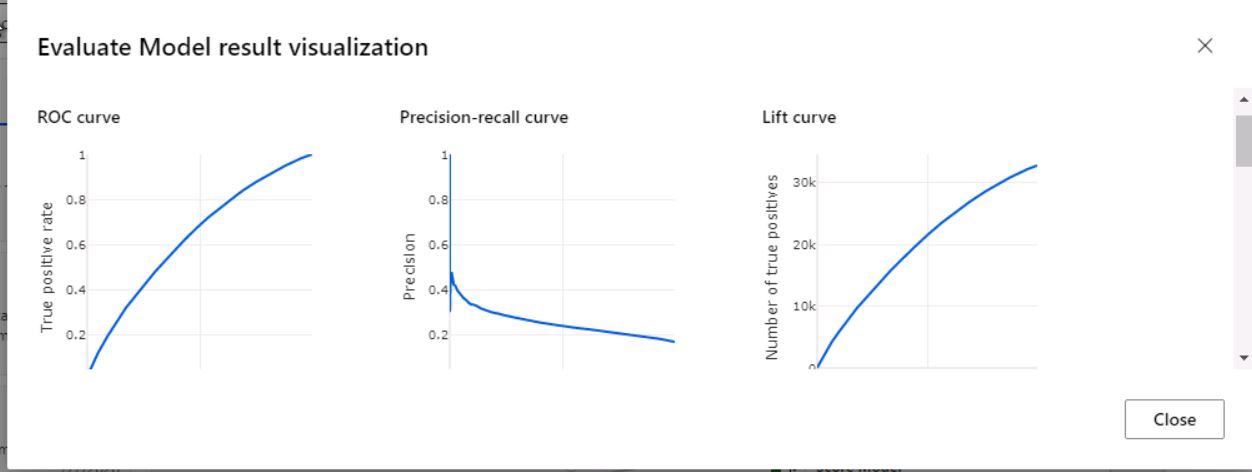 Evaluate Model result visualization
ROC curve
Precision-recall curve
Lift curve
True positive rate
1
0.8
0.6
0.4
0.2
Precision
1
0.8
0.6
0.4
0.2
Number of true positives
30k
20k
10k
0
Close